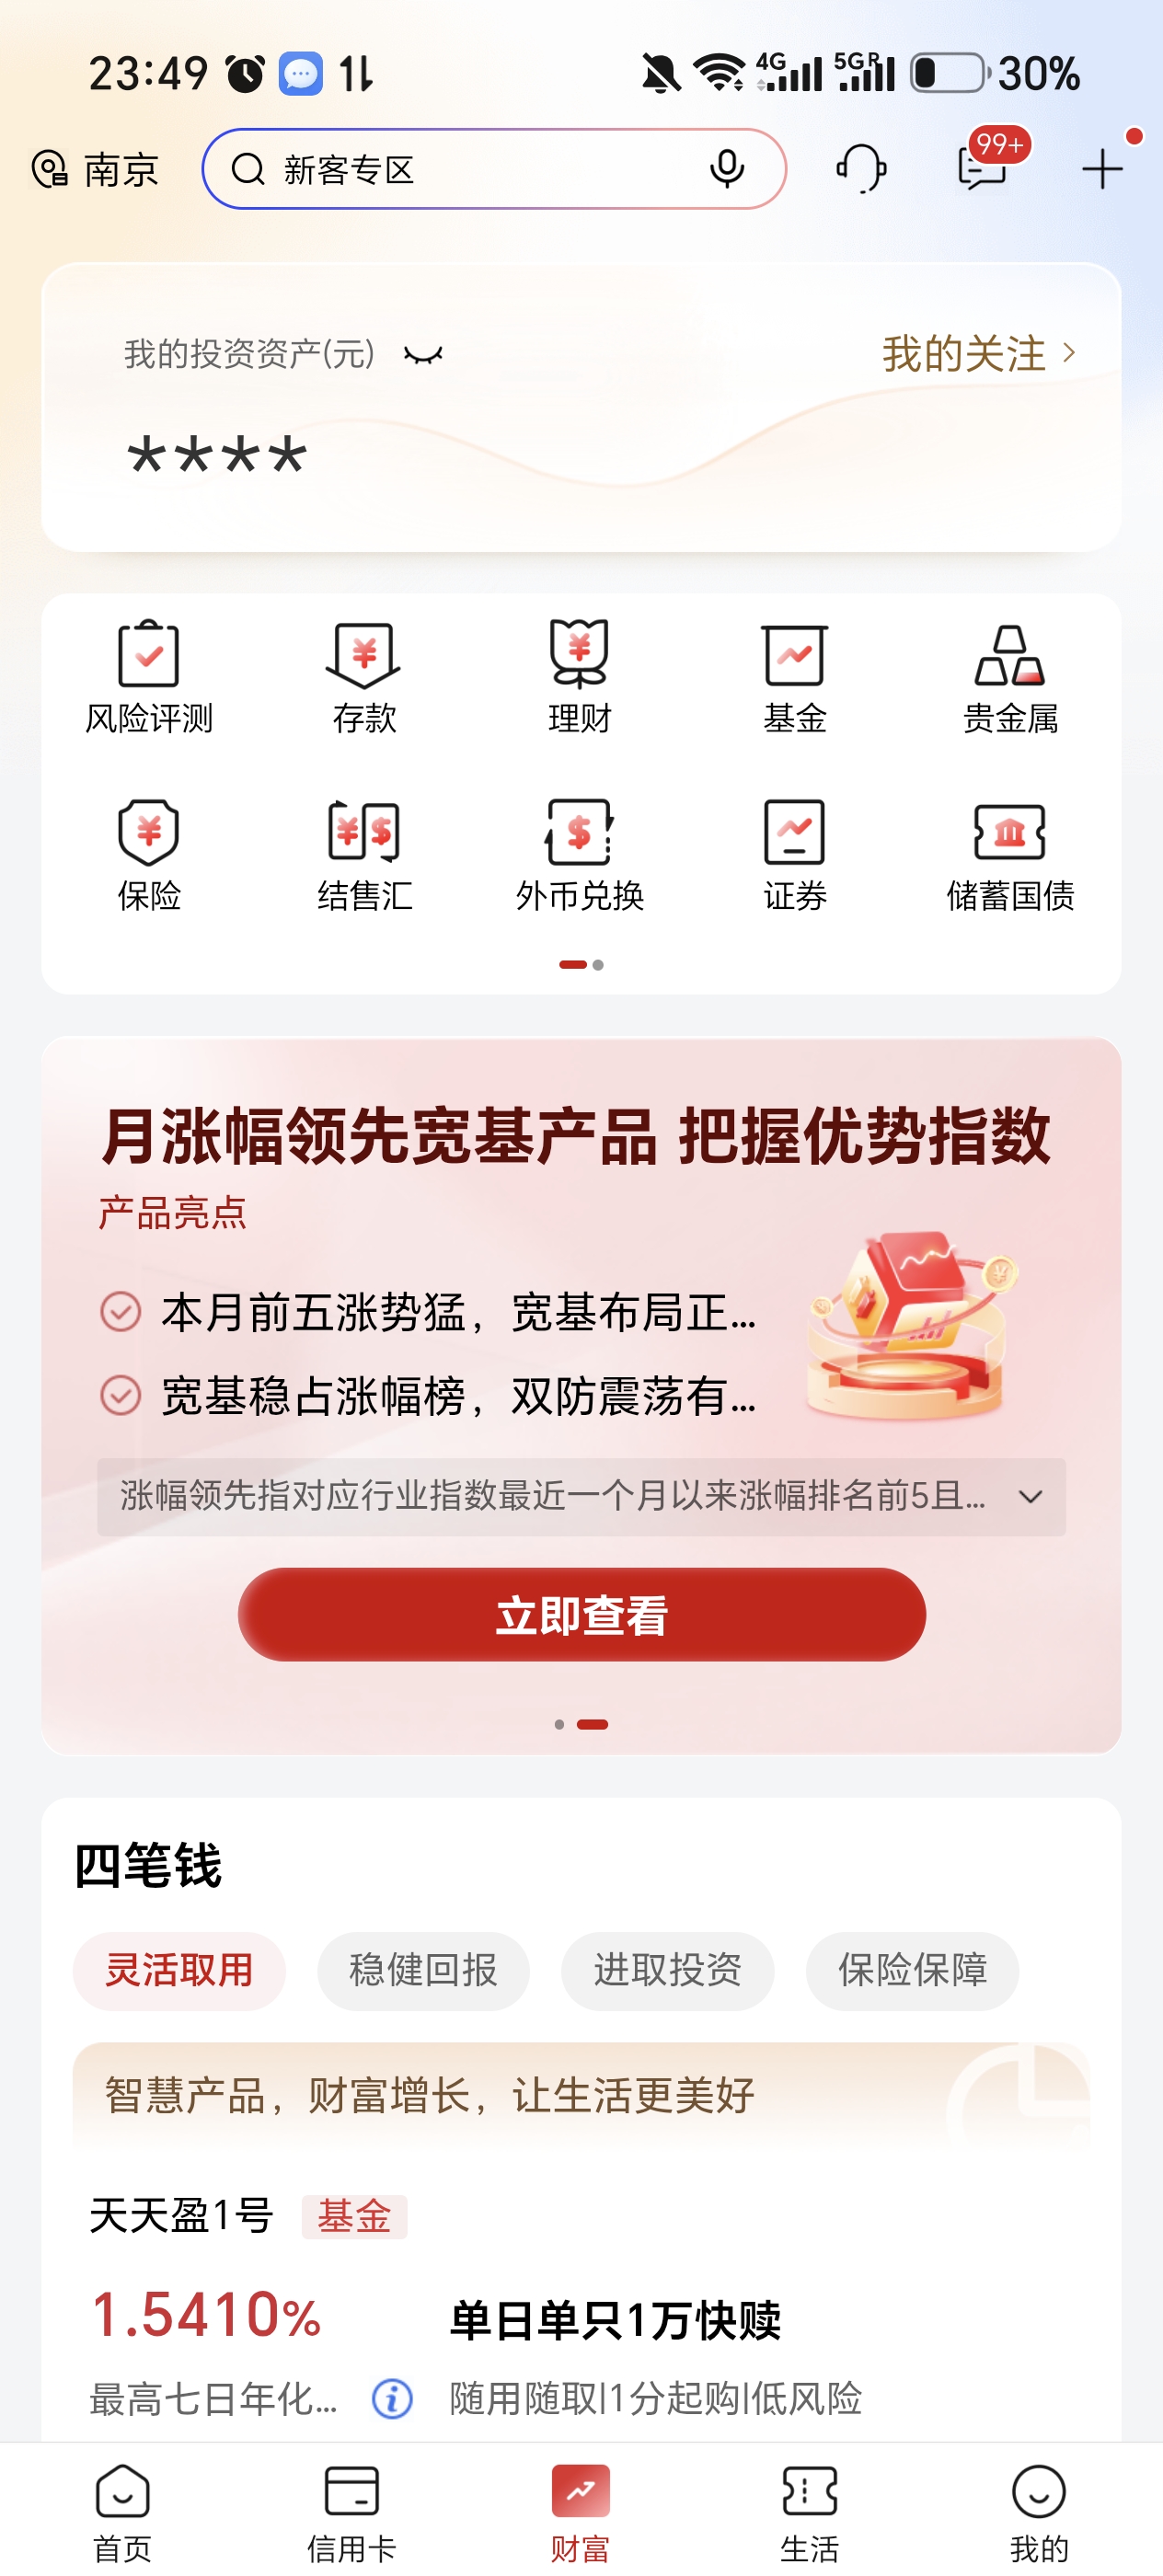 23:49
4G
5G R
30%
南京
新客专区
99+
我的投资资产(元)
我的关注
****
风险评测
存款
理财
基金
贵金属
保险
结售汇
外币兑换
证券
储蓄国债
月涨幅领先宽基产品 把握优势指数
产品亮点
本月前五涨势猛，宽基布局正...
宽基稳占涨幅榜，双防震荡有...
涨幅领先指对应行业指数最近一个月以来涨幅排名前5且...
立即查看
四笔钱
灵活取用
稳健回报
进取投资
保险保障
智慧产品，财富增长，让生活更美好
天天盈1号
基金
1.5410%
单日单只1万快赎
最高七日年化...
随用随取|1分起购|低风险
首页
信用卡
财富
生活
我的